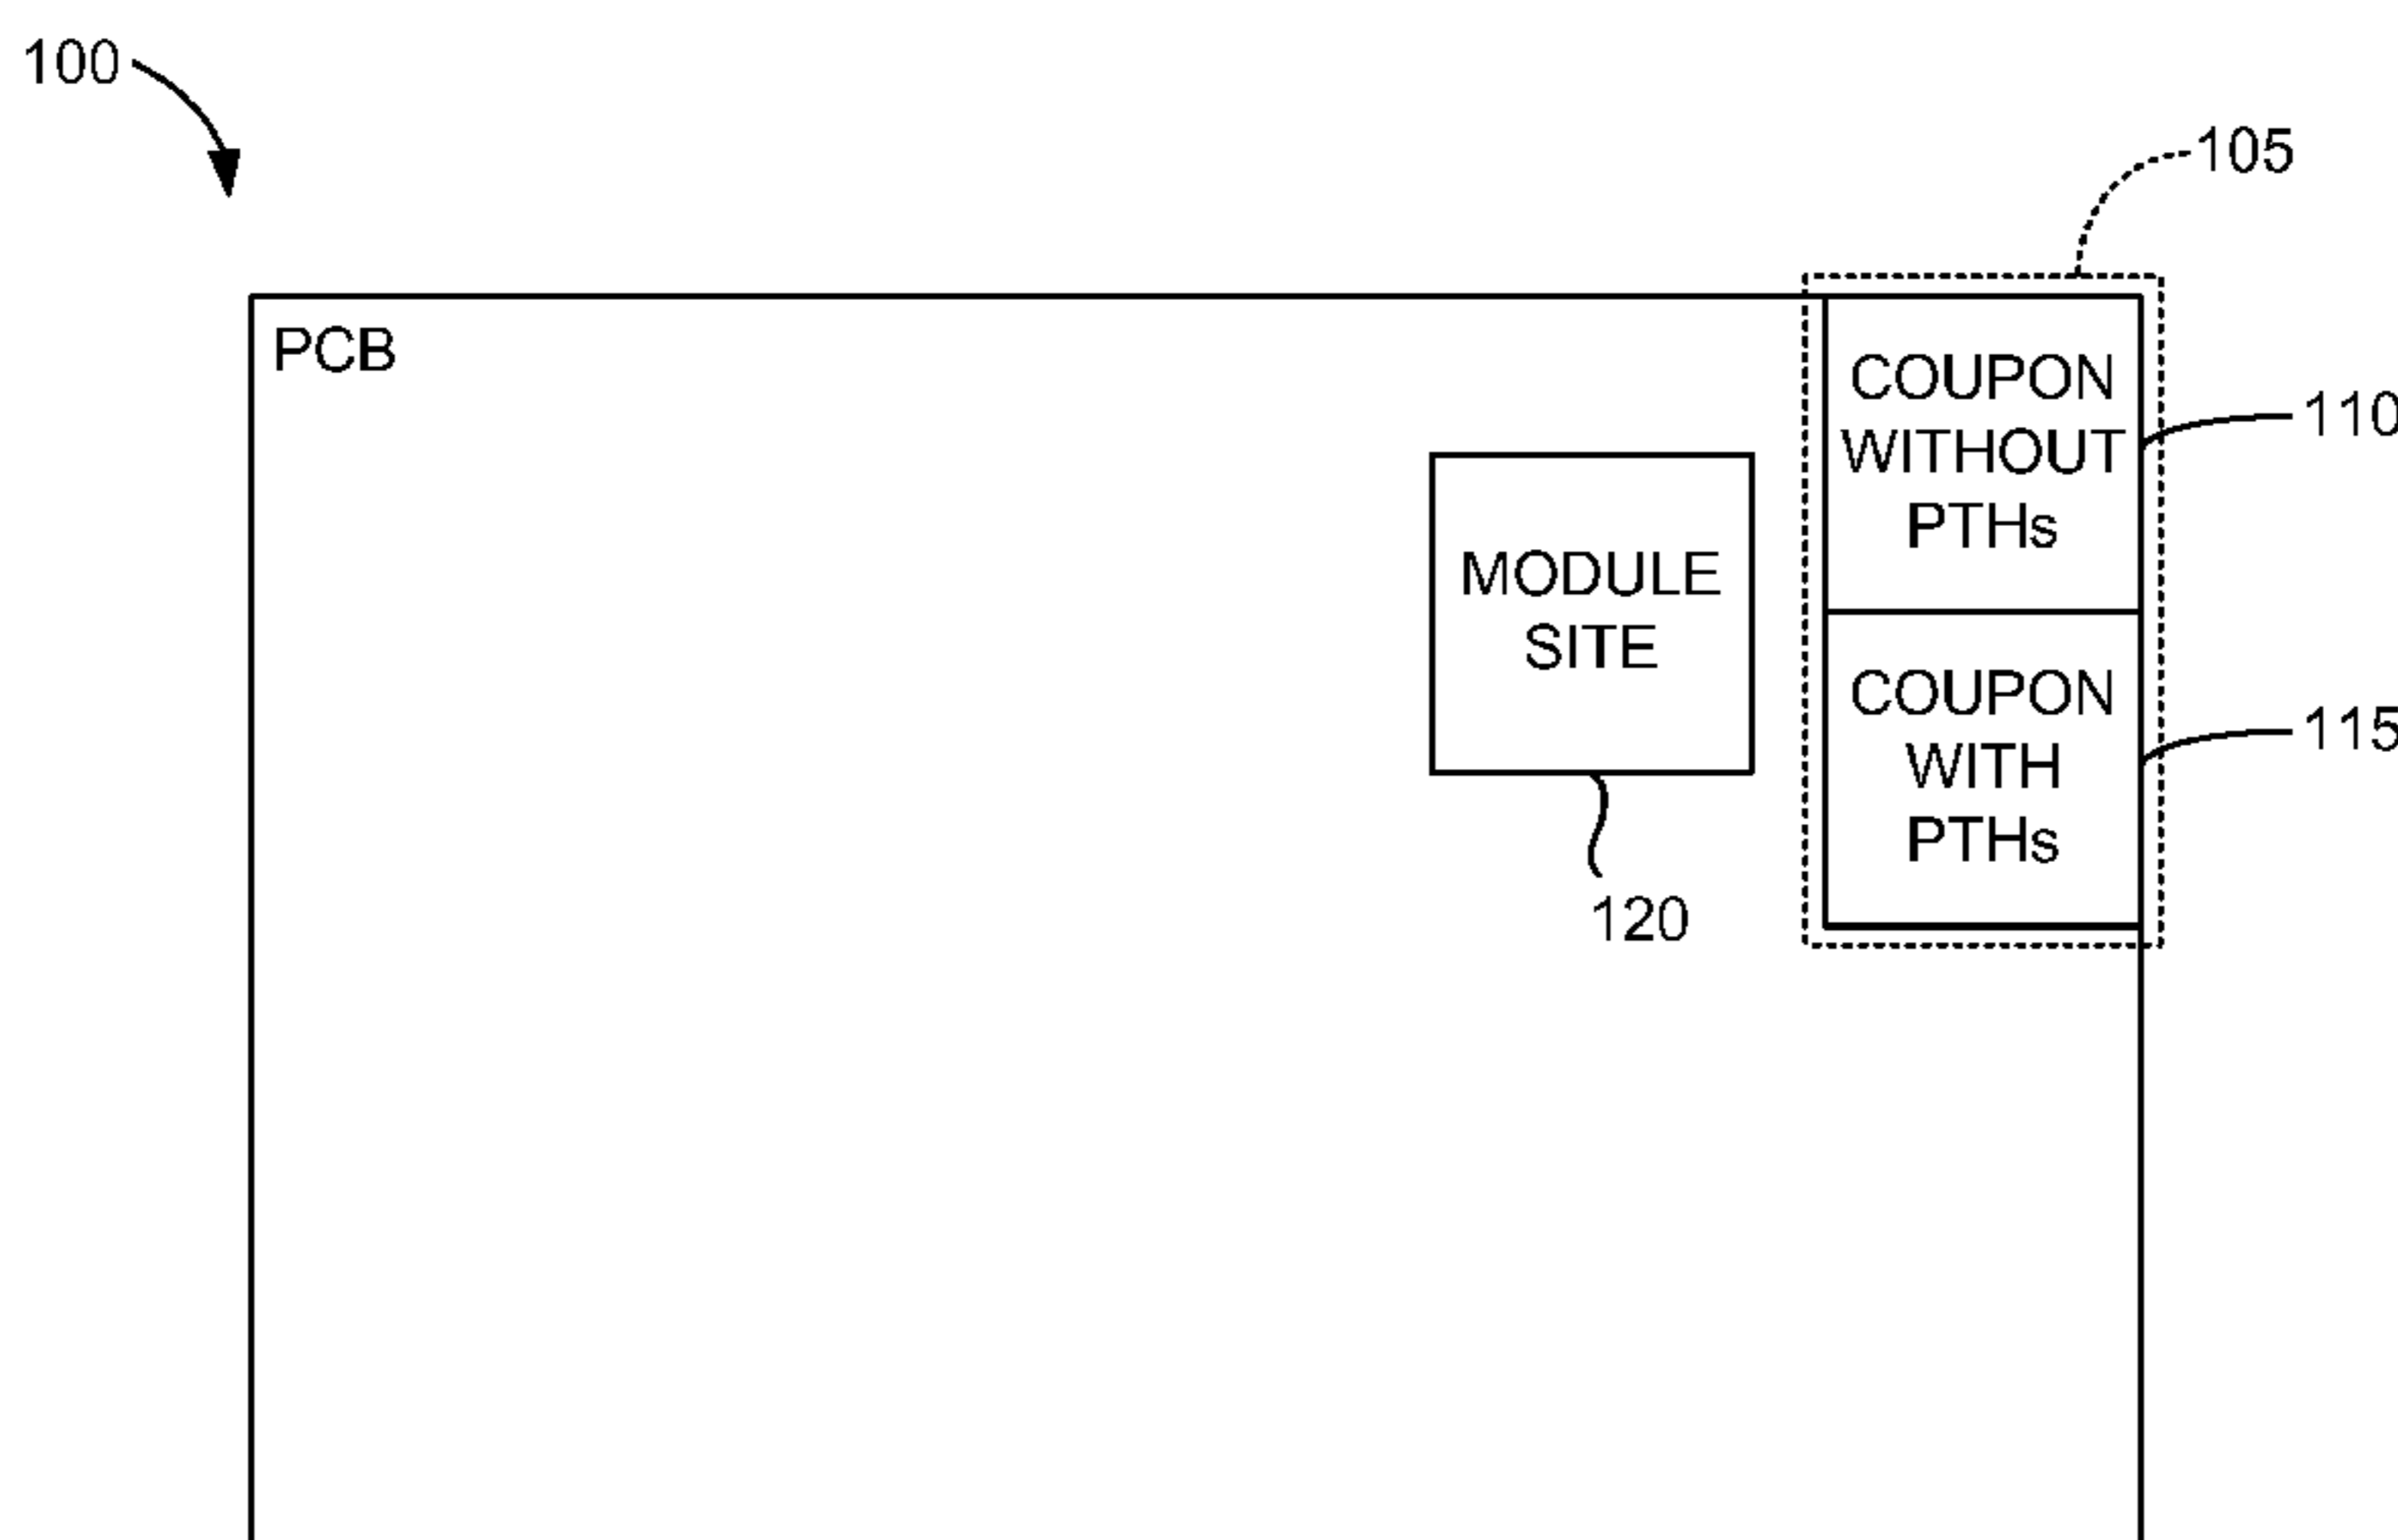 100
105
PCB
COUPON
WITHOUT
PTHs
110
MODULE
SITE
COUPON
WITH
PTHs
115
120